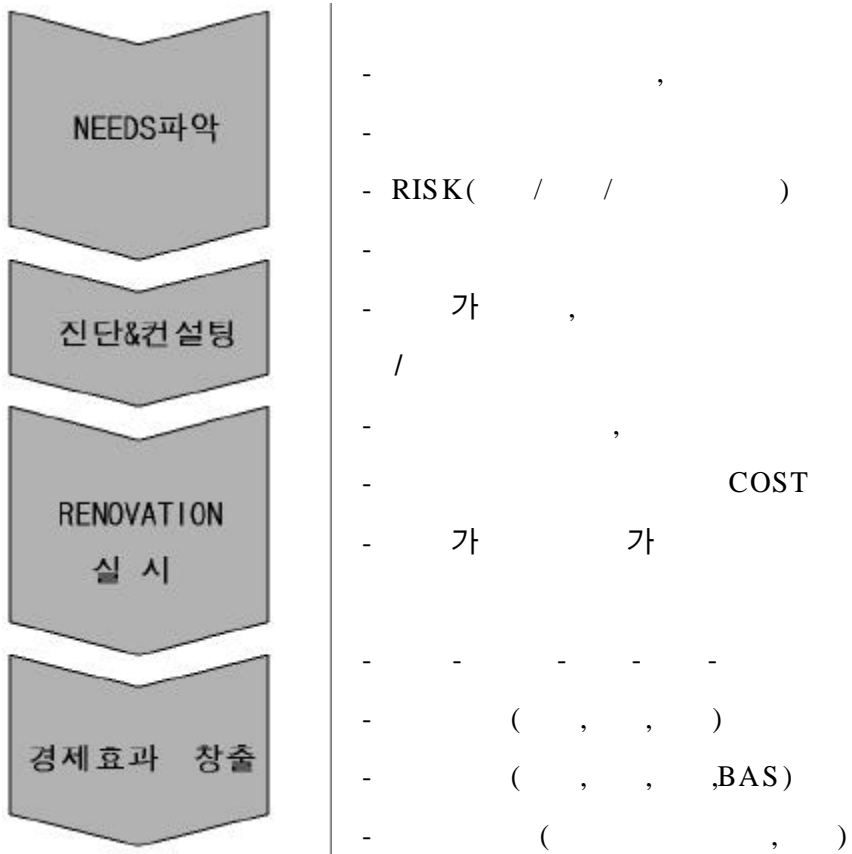 NEEDS파악
진단&컨설팅
RENOVATION
실 시
경제효과 창출
- ,
-
- RISK( / / )
-
- 가 ,
/
- ,
- COST
- 가 가
- - - - -
- ( , , )
- ( , , ,BAS)
- ( , )